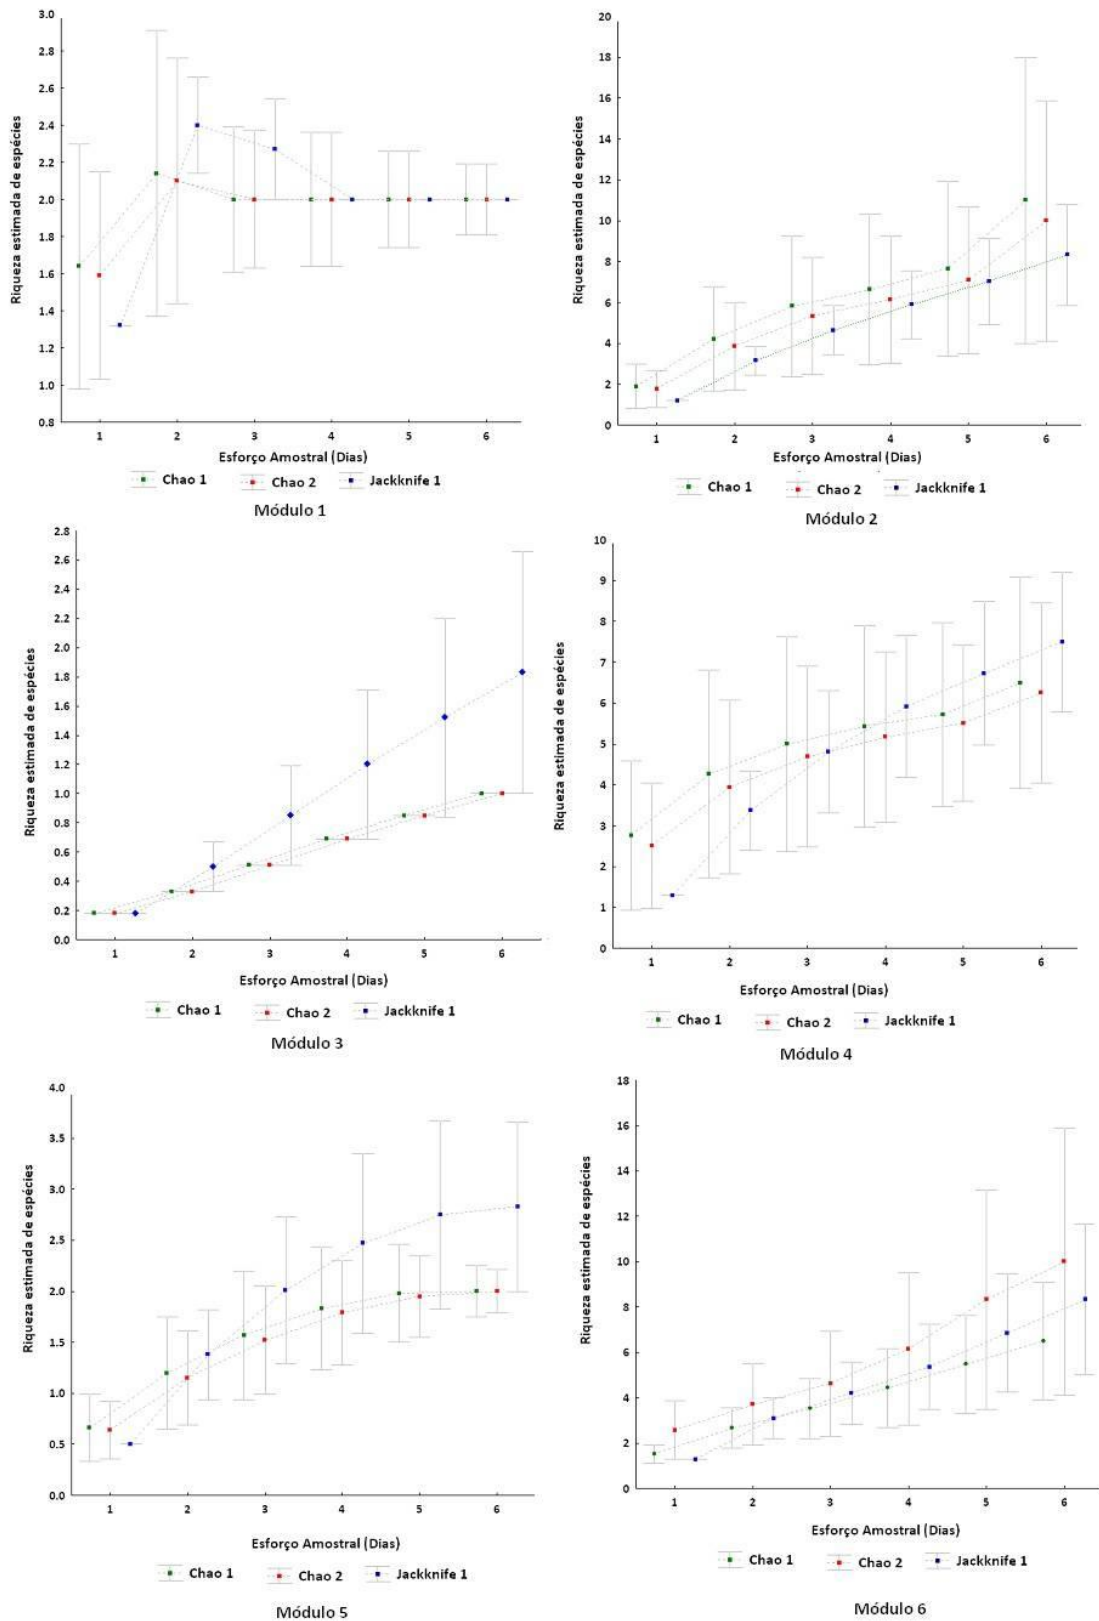 Riqueza estimada de espécies
3.0
2.8
2.6
2.4
2.2
2.0
1.8
1.6
1.4
1.2
1.0
0.8
1 2 3 4 5 6
Esforço Amostral (Dias)
Chao 1 Chao 2 Jackknife 1
Módulo 1
Riqueza estimada de espécies
20
18
16
14
12
10
8
6
4
2
0
1 2 3 4 5 6
Esforço Amostral (Dias)
Chao 1 Chao 2 Jackknife 1
Módulo 2
Riqueza estimada de espécies
2.8
2.6
2.4
2.2
2.0
1.8
1.6
1.4
1.2
1.0
0.8
0.6
0.4
0.2
0.0
1 2 3 4 5 6
Esforço Amostral (Dias)
Chao 1 Chao 2 Jackknife 1
Módulo 3
Riqueza estimada de espécies
10
9
8
7
6
5
4
3
2
1
0
1 2 3 4 5 6
Esforço Amostral (Dias)
Chao 1 Chao 2 Jackknife 1
Módulo 4
Riqueza estimada de espécies
4.0
3.5
3.0
2.5
2.0
1.5
1.0
0.5
0.0
1 2 3 4 5 6
Esforço Amostral (Dias)
Chao 1 Chao 2 Jackknife 1
Módulo 5
Riqueza estimada de espécies
18
16
14
12
10
8
6
4
2
0
1 2 3 4 5 6
Esforço Amostral (Dias)
Chao 1 Chao 2 Jackknife 1
Módulo 6